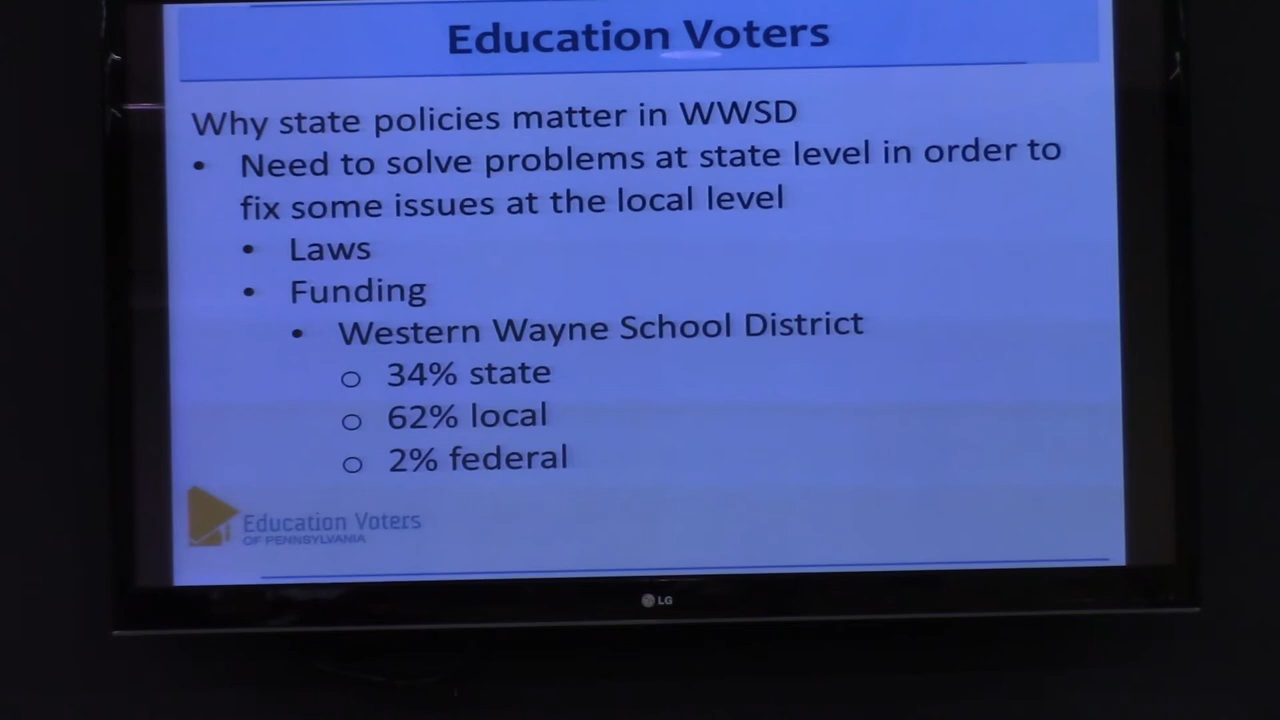 Education Voters
Why state policies matter in WWSD
• Need to solve problems at state level in order to
fix some issues at the local level
• Laws
• Funding
• Western Wayne School District
o 34% state
o 62% local
o 2% federal
Education Voters
OF PENNSYLVANIA
LG